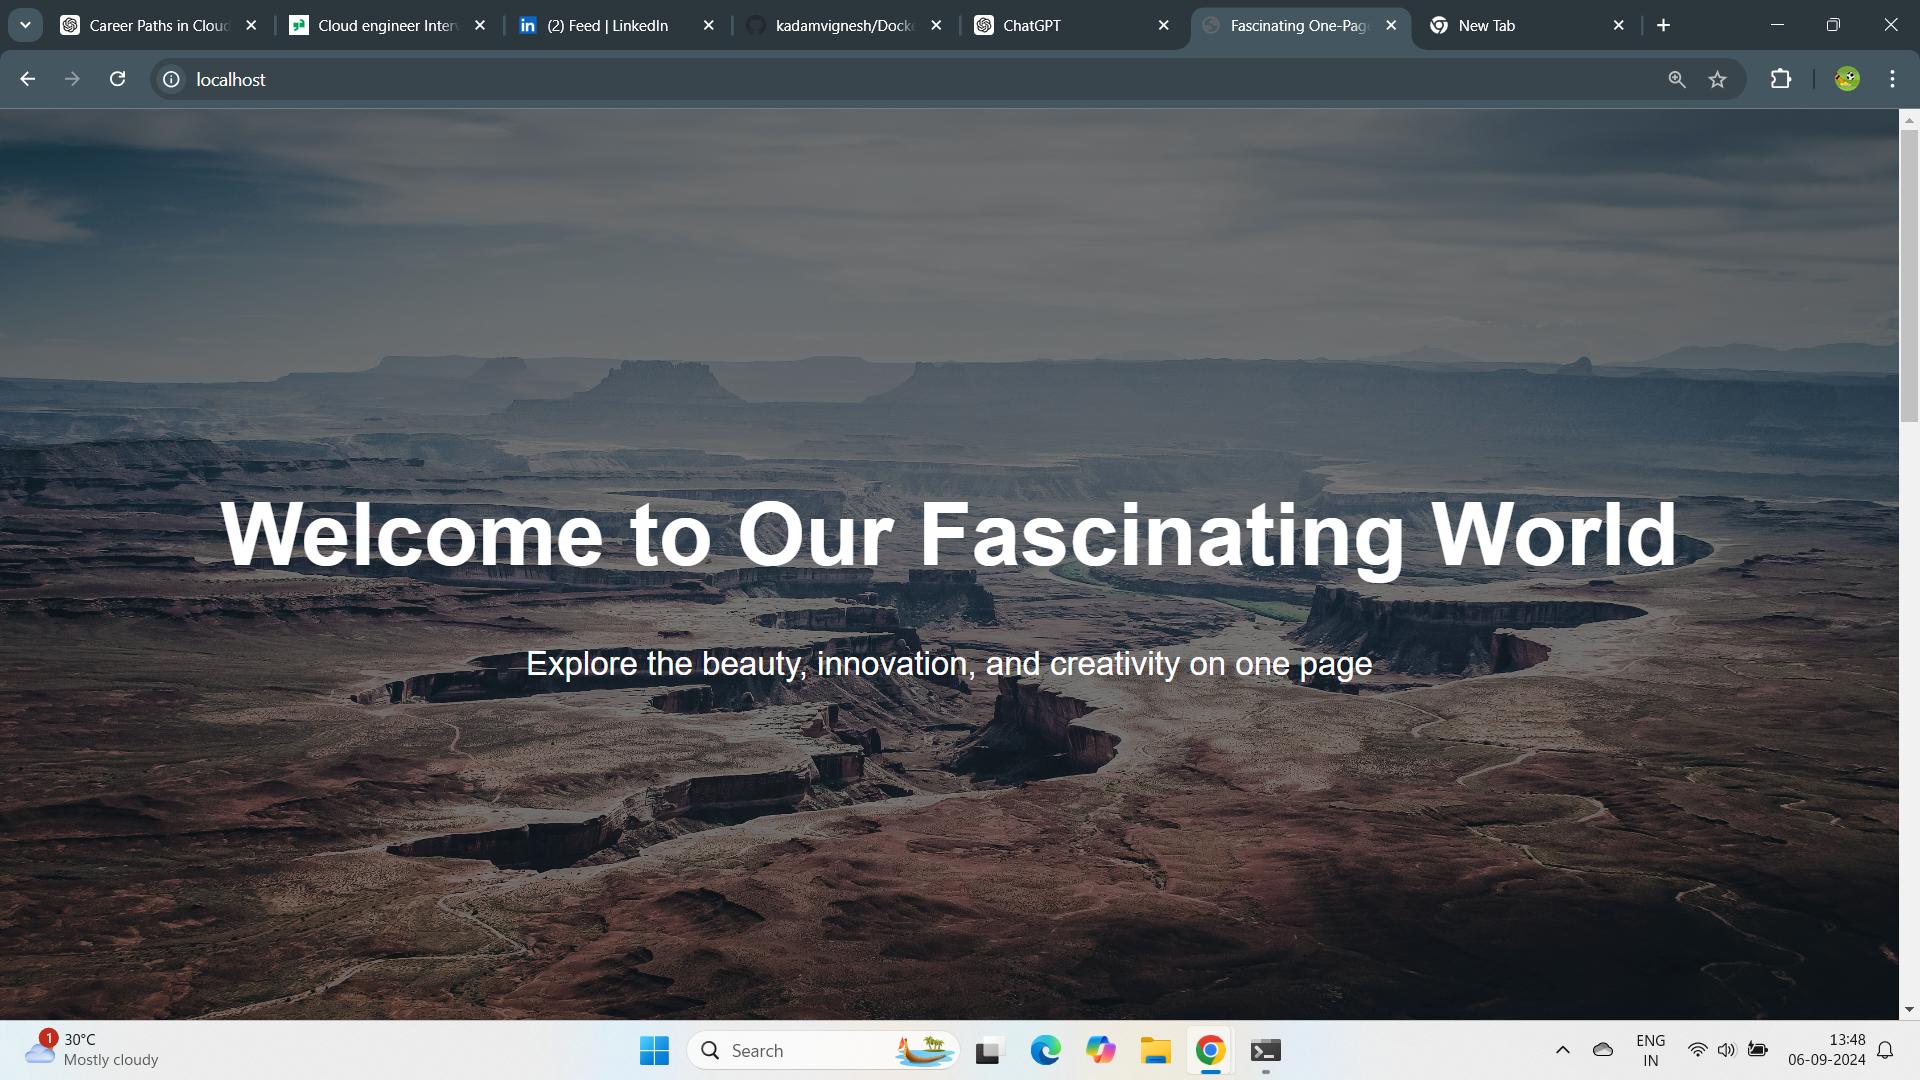 Career Paths in Cloud
Cloud engineer Interv
(2) Feed | LinkedIn
kadamvignesh/Docke
ChatGPT
Fascinating One-Pag
New Tab
localhost
Welcome to Our Fascinating World
Explore the beauty, innovation, and creativity on one page
1
30°C
Mostly cloudy
Search
ENG
IN
13:48
06-09-2024